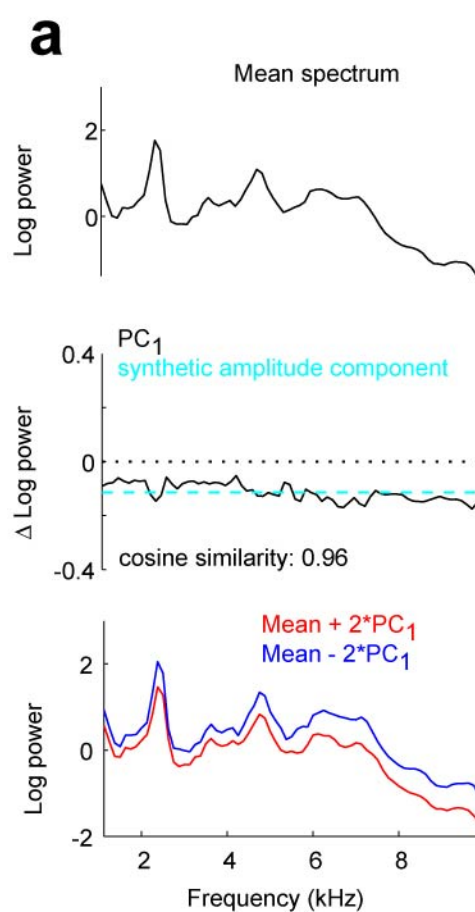 a
Mean spectrum
2
0
Log power
PC1
synthetic amplitude component
0.4
0
-0.4
Δ Log power
cosine similarity: 0.96
Mean + 2*PC1
Mean - 2*PC1
2
0
-2
Log power
2 4 6 8
Frequency (kHz)